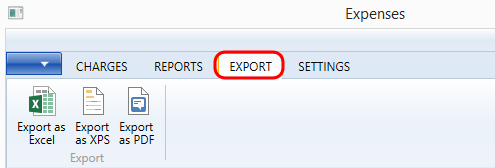 Expenses
CHARGES REPORTS EXPORT SETTINGS
Export as Excel
Export as XPS
Export as PDF
Export